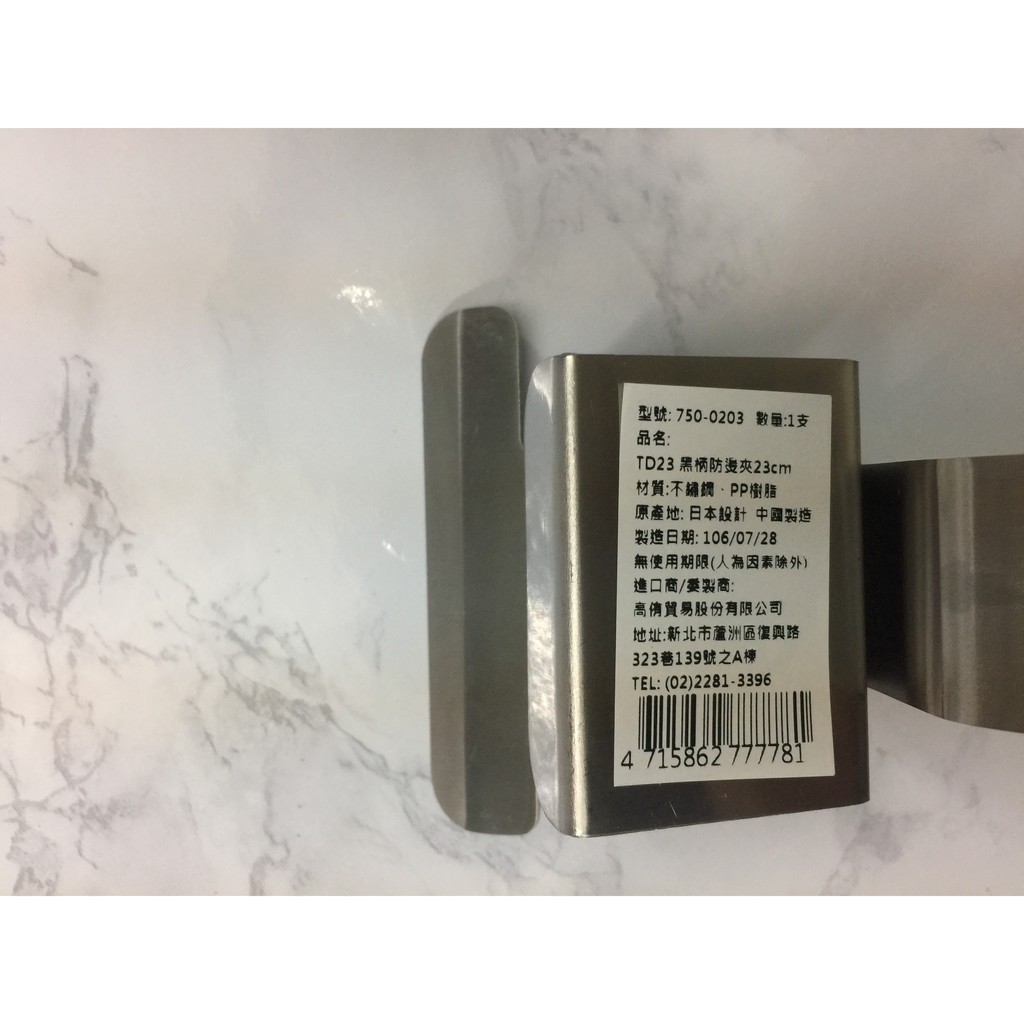 型號: 750-0203 數量:1支
品名:
TD23 黑柄防燙夾23cm
材質:不鏽鋼、PP樹脂
原產地: 日本設計 中國製造
製造日期: 106/07/28
無使用期限(人為因素除外)
進口商/委製商:
高侑貿易股份有限公司
地址:新北市蘆洲區復興路
323巷139號之A棟
TEL: (02)2281-3396
4 715862 777781